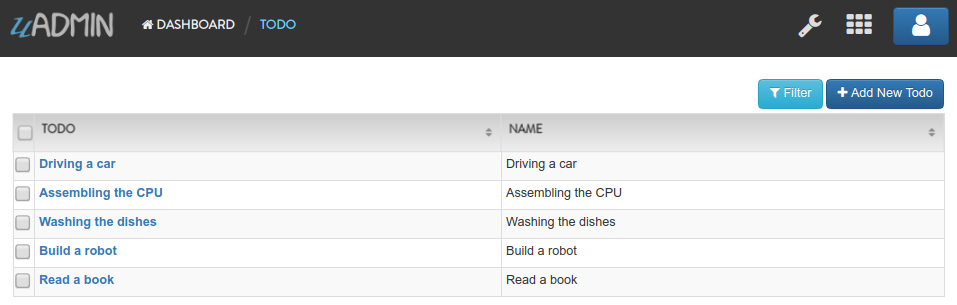 uADMIN DASHBOARD / TODO
Filter + Add New Todo
TODO NAME
Driving a car Driving a car
Assembling the CPU Assembling the CPU
Washing the dishes Washing the dishes
Build a robot Build a robot
Read a book Read a book